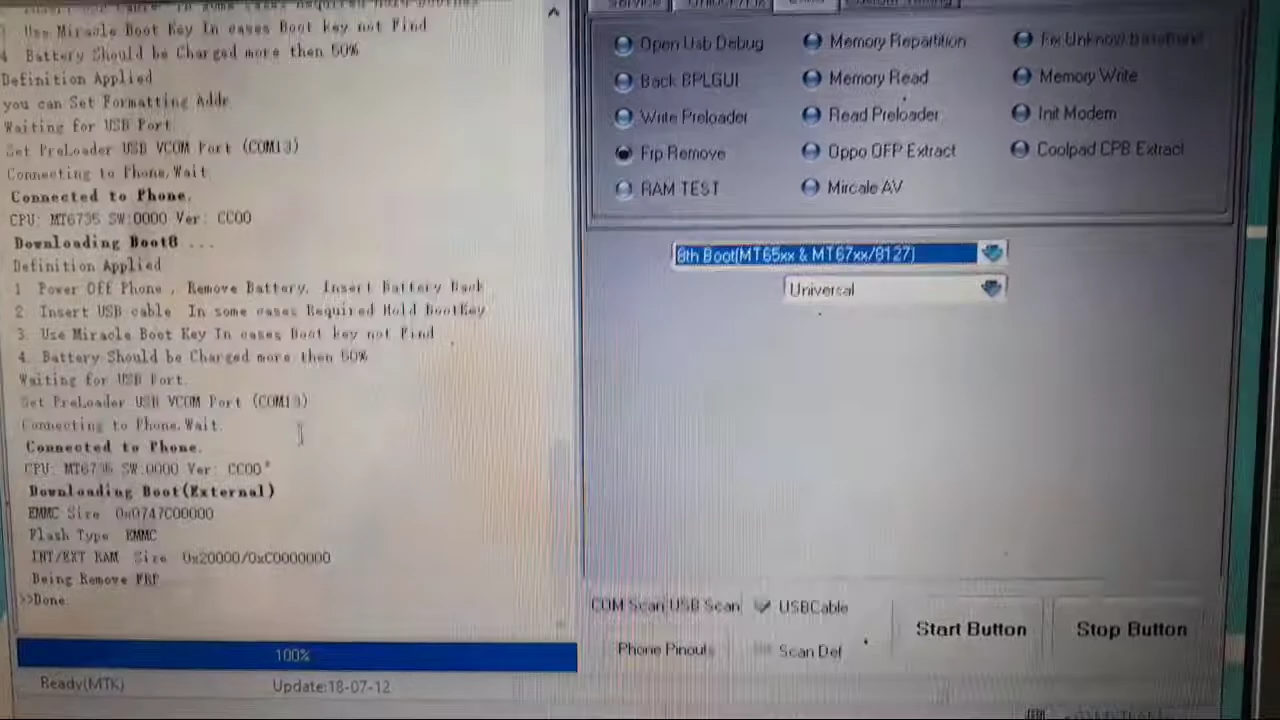 3. Use Miracle Boot Key In cases Boot key not Find
4. Battery Should be Charged more then 50%
Definition Applied
you can Set Formatting Addr
Waiting for USB Port
Set PreLoader USB VCOM Port (COM13)
Connecting to Phone,Wait
Connected to Phone.
CPU: MT6735 SW:0000 Ver: CC00
Downloading Boot8 ...
Definition Applied
1 Power Off Phone , Remove Battery, Insert Battery Back
2 Insert USB cable In some cases Required Hold BootKey
3. Use Miracle Boot Key In cases Boot key not Find
4. Battery Should be Charged more then 50%
Waiting for USB Port.
Set PreLoader USB VCOM Port (COM13)
Connecting to Phone,Wait.
Connected to Phone.
CPU: MT6735 SW:0000 Ver: CC00
Downloading Boot(External)
EMMC Size 0x0747C00000
Flash Type EMMC
INT/EXT RAM Size 0x20000/0xC0000000
Being Remove FRP
>>Done.
100%
Ready(MTK)
Update:18-07-12
Open Usb Debug
Memory Repartition
Fix Unknow baseband
Back BPLGUI
Memory Read
Memory Write
Write Preloader
Read Preloader
Init Modem
Frp Remove
Oppo OFP Extract
Coolpad CPB Extract
RAM TEST
Mircale AV
8th Boot(MT65xx & MT67xx/8127)
Universal
COM Scan USB Scan
USBCable
Start Button
Stop Button
Phone Pinouts
Scan Def